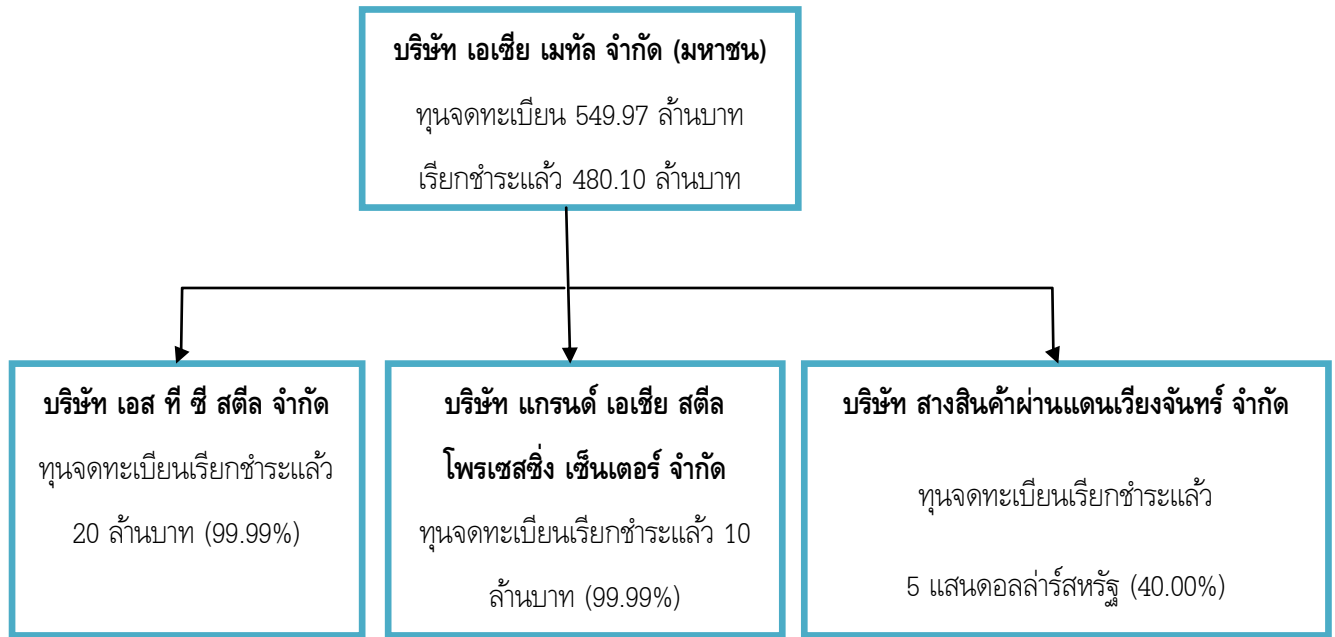 บริษัท เอเซีย เมทัล จำกัด (มหาชน)
ทุนจดทะเบียน 549.97 ล้านบาท
เรียกชำระแล้ว 480.10 ล้านบาท
บริษัท เอส ที ซี สตีล จำกัด
ทุนจดทะเบียนเรียกชำระแล้ว
20 ล้านบาท (99.99%)
บริษัท แกรนด์ เอเชีย สตีล
โพรเซสซิ่ง เซ็นเตอร์ จำกัด
ทุนจดทะเบียนเรียกชำระแล้ว 10
ล้านบาท (99.99%)
บริษัท สางสินค้าผ่านแดนเวียงจันทร์ จำกัด
ทุนจดทะเบียนเรียกชำระแล้ว
5 แสนดอลล่าร์สหรัฐ (40.00%)